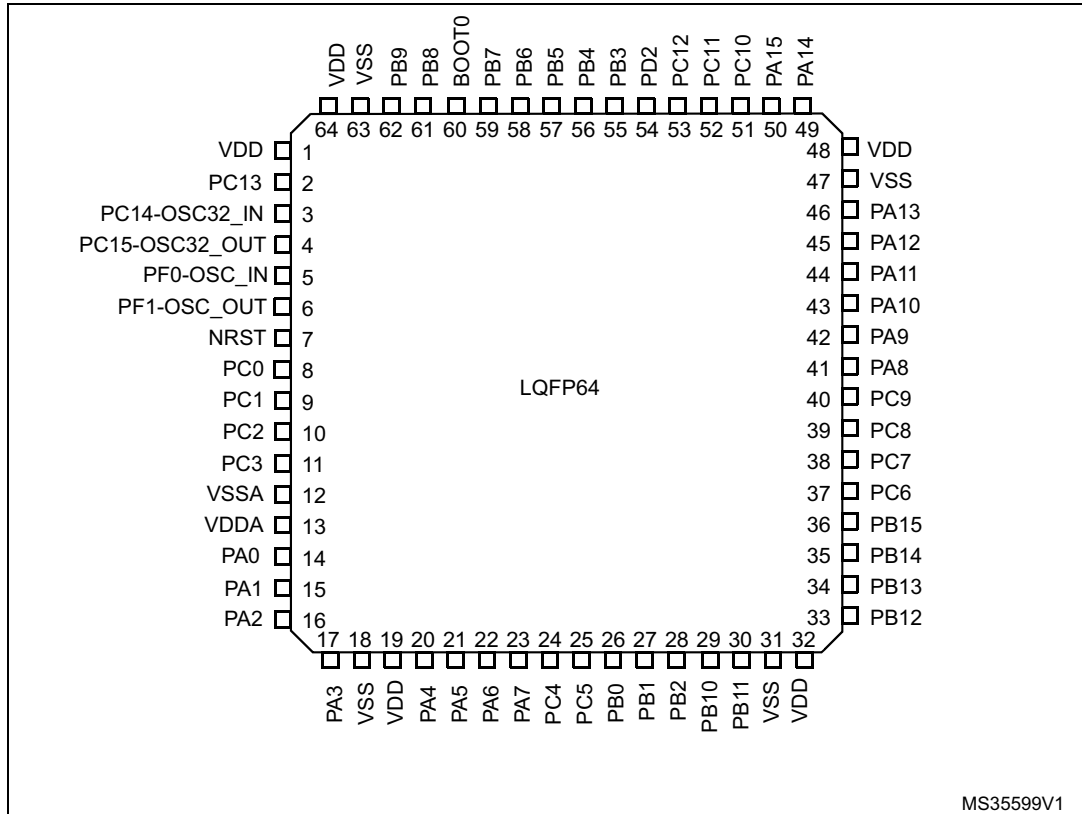 VDD VSS PB9 PB8 BOOT0 PB7 PB6 PB5 PB4 PB3 PD2 PC12 PC11 PC10 PA15 PA14
64 63 62 61 60 59 58 57 56 55 54 53 52 51 50 49
VDD 1 48 VDD
PC13 2 47 VSS
PC14-OSC32_IN 3 46 PA13
PC15-OSC32_OUT 4 45 PA12
PF0-OSC_IN 5 44 PA11
PF1-OSC_OUT 6 43 PA10
NRST 7 42 PA9
PC0 8 41 PA8
LQFP64
PC1 9 40 PC9
PC2 10 39 PC8
PC3 11 38 PC7
VSSA 12 37 PC6
VDDA 13 36 PB15
PA0 14 35 PB14
PA1 15 34 PB13
PA2 16 33 PB12
17 18 19 20 21 22 23 24 25 26 27 28 29 30 31 32
PA3 VSS VDD PA4 PA5 PA6 PA7 PC4 PC5 PB0 PB1 PB2 PB10 PB11 VSS VDD
MS35599V1